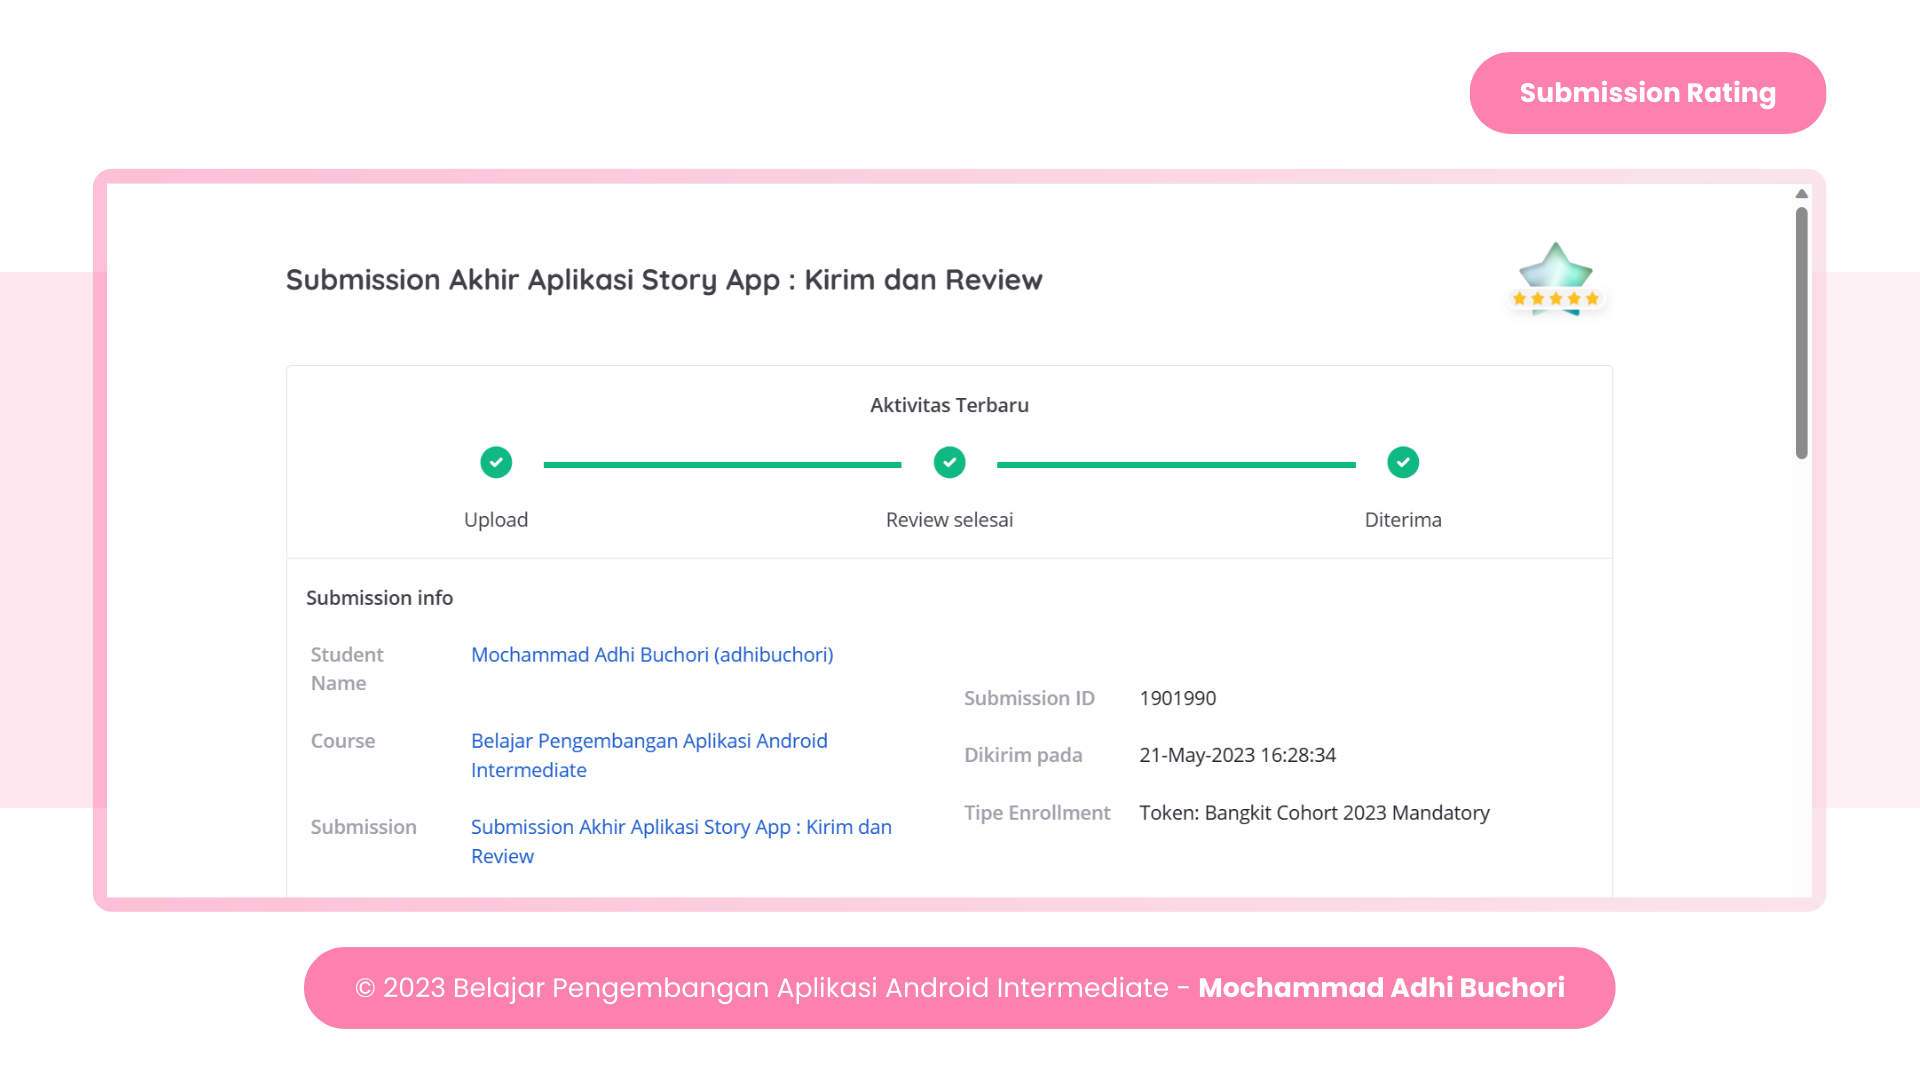 Submission Rating
Submission Akhir Aplikasi Story App : Kirim dan Review
Aktivitas Terbaru
Upload
Review selesai
Diterima
Submission info
Student
Name
Mochammad Adhi Buchori (adhibuchori)
Course
Belajar Pengembangan Aplikasi Android
Intermediate
Submission
Submission Akhir Aplikasi Story App : Kirim dan
Review
Submission ID
1901990
Dikirim pada
21-May-2023 16:28:34
Tipe Enrollment
Token: Bangkit Cohort 2023 Mandatory
© 2023 Belajar Pengembangan Aplikasi Android Intermediate - Mochammad Adhi Buchori